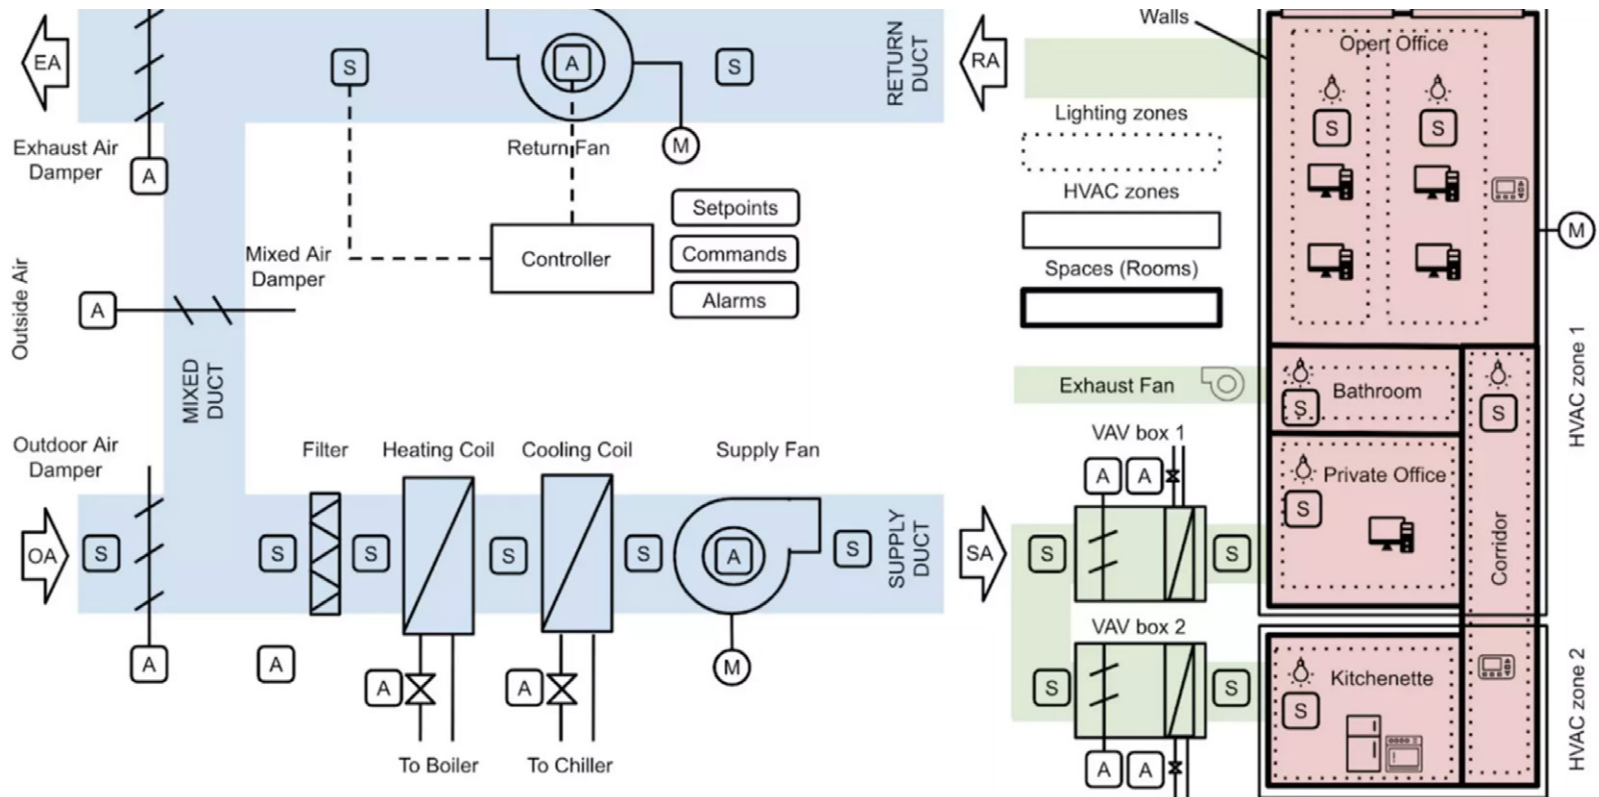 EA
S
A
S
RETURN
DUCT
RA
Walls
Open Office
S
S
Lighting zones
HVAC zones
Spaces (Rooms)
M
Exhaust Air
Damper
A
Return Fan
M
Setpoints
Commands
Alarms
Controller
Mixed Air
Damper
Outside Air
A
MIXED
DUCT
HVAC zone 1
Exhaust Fan
Bathroom
S
S
Private Office
S
Corridor
Outdoor Air
Damper
Filter
Heating Coil
Cooling Coil
Supply Fan
VAV box 1
A
A
OA
S
S
S
S
S
A
S
SUPPLY
DUCT
SA
S
S
VAV box 2
A
A
M
A
A
To Boiler
To Chiller
S
S
A
A
Kitchenette
S
HVAC zone 2